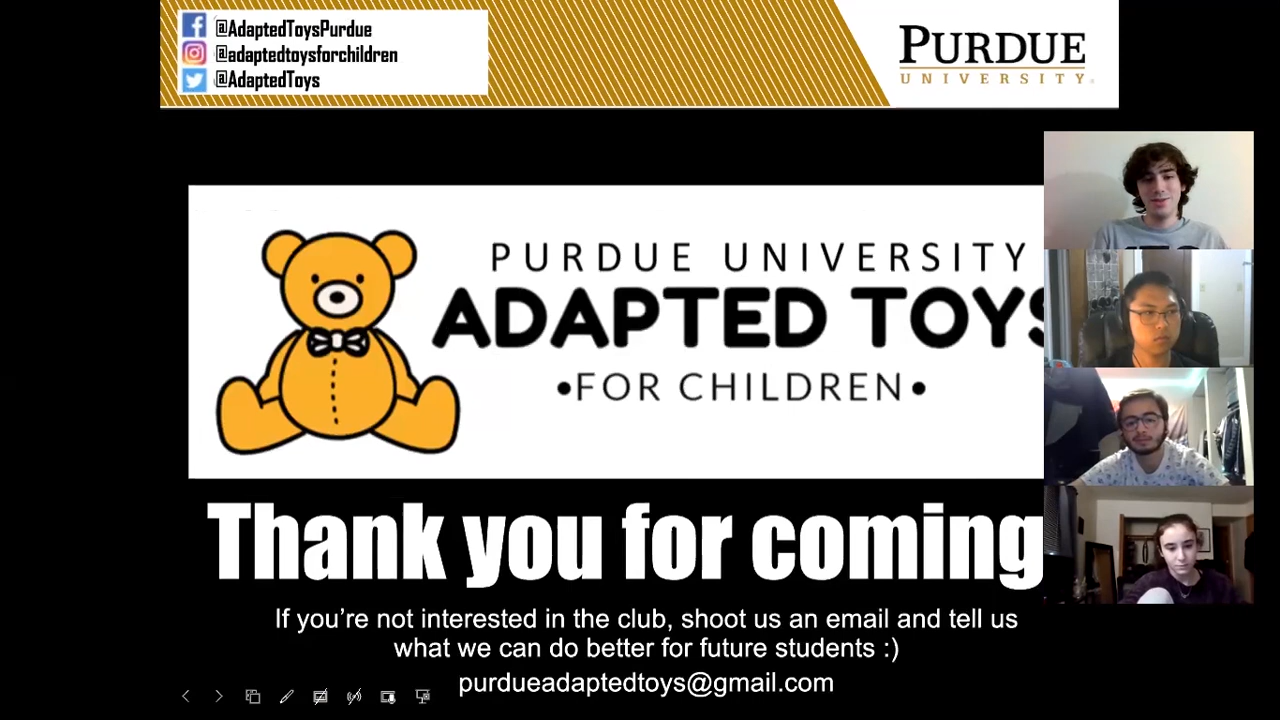 @AdaptedToysPurdue
@adaptedtoysforchildren
@AdaptedToys
PURDUE
UNIVERSITY
PURDUE UNIVERSITY
ADAPTED TOYS
•FOR CHILDREN•
Thank you for coming
If you’re not interested in the club, shoot us an email and tell us
what we can do better for future students :)
purdueadaptedtoys@gmail.com